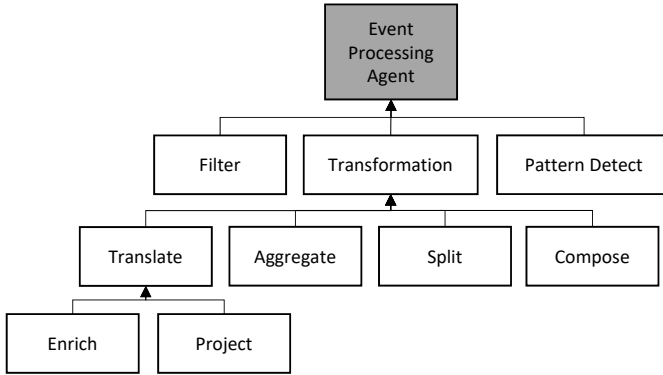 Event
Processing
Agent
Filter
Transformation
Pattern Detect
Translate
Aggregate
Split
Compose
Enrich
Project